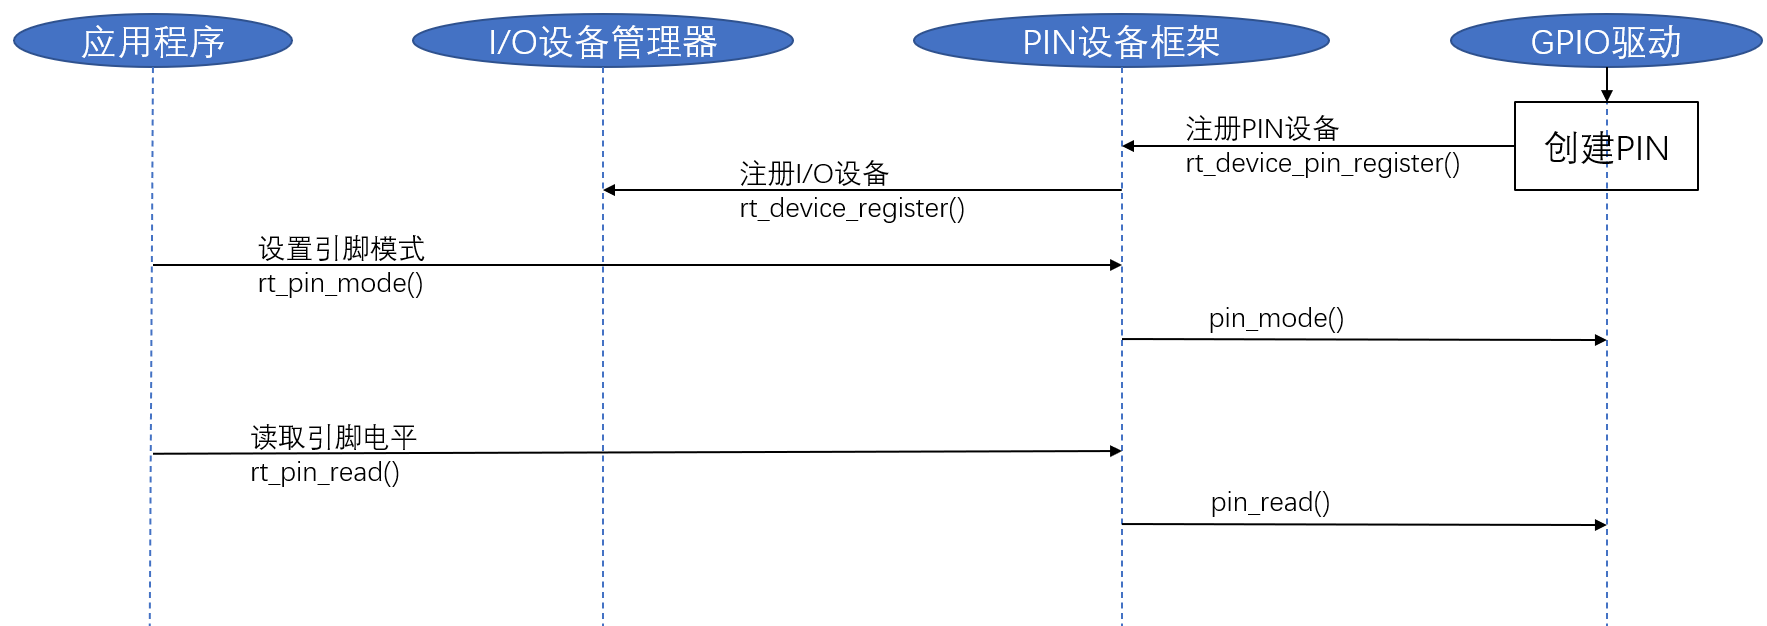 应用程序
I/O设备管理器
PIN设备框架
GPIO驱动
创建PIN
注册PIN设备
rt_device_pin_register()
注册I/O设备
rt_device_register()
设置引脚模式
rt_pin_mode()
pin_mode()
读取引脚电平
rt_pin_read()
pin_read()